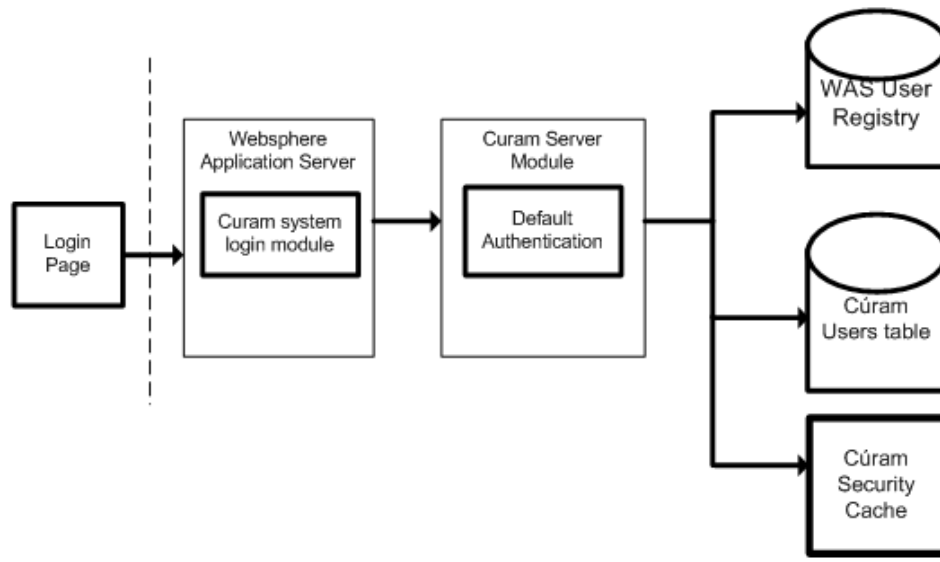 Login
Page
Websphere
Application Server
Curam system
login module
Curam Server
Module
Default
Authentication
WAS User
Registry
Cúram
Users table
Cúram
Security
Cache